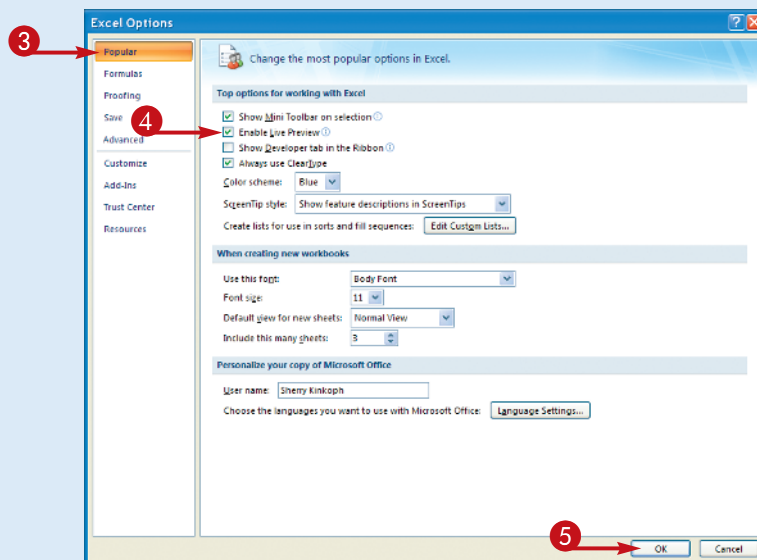 Excel Options
3
Popular
Formulas
Proofing
Save
4
Advanced
Customize
Add-Ins
Trust Center
Resources
Change the most popular options in Excel.
Top options for working with Excel
Show Mini Toolbar on selection
Enable Live Preview
Show Developer tab in the Ribbon
Always use ClearType
Color scheme: Blue
ScreenTip style: Show feature descriptions in ScreenTips
Create lists for use in sorts and fill sequences: Edit Custom Lists...
When creating new workbooks
Use this font: Body Font
Font size: 11
Default view for new sheets: Normal View
Include this many sheets: 3
Personalize your copy of Microsoft Office
User name: Sherry Kinkoph
Choose the languages you want to use with Microsoft Office: Language Settings...
5
OK Cancel